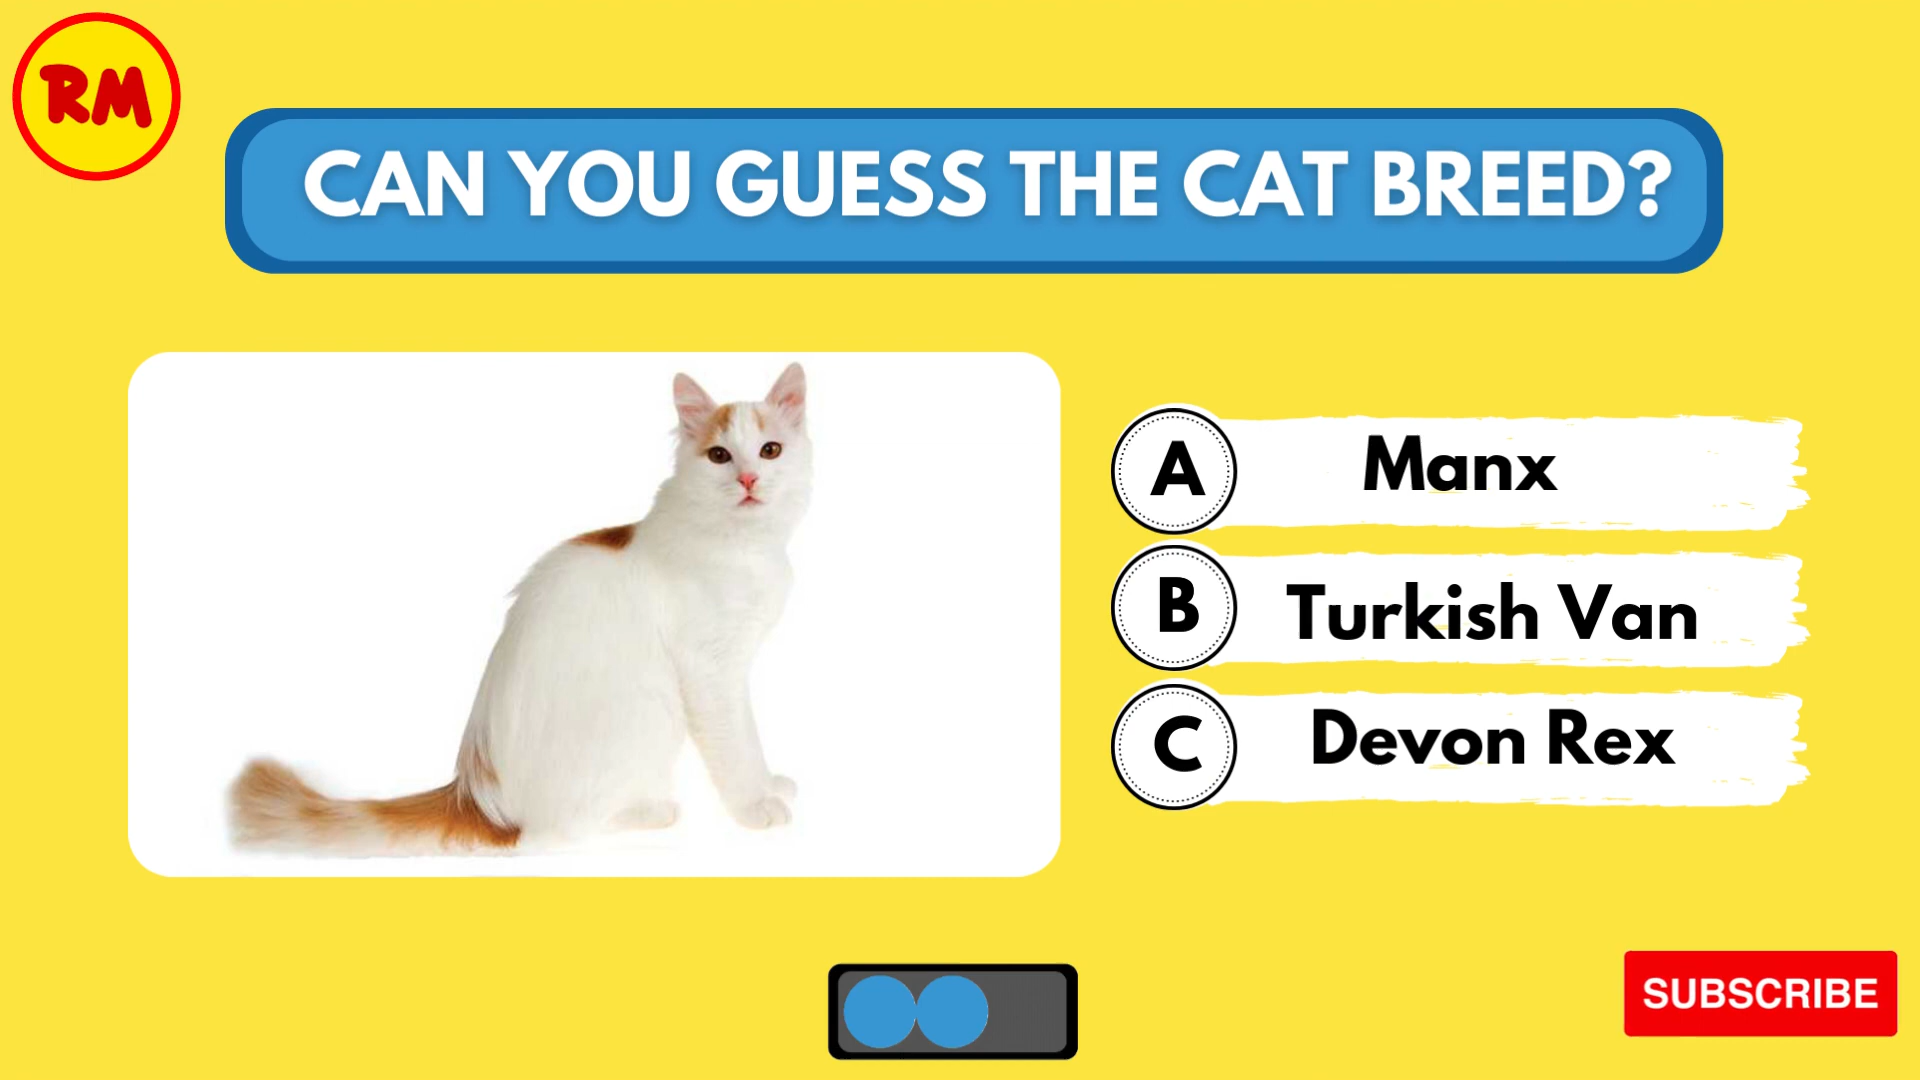 RM
CAN YOU GUESS THE CAT BREED?
A Manx
B Turkish Van
C Devon Rex
SUBSCRIBE